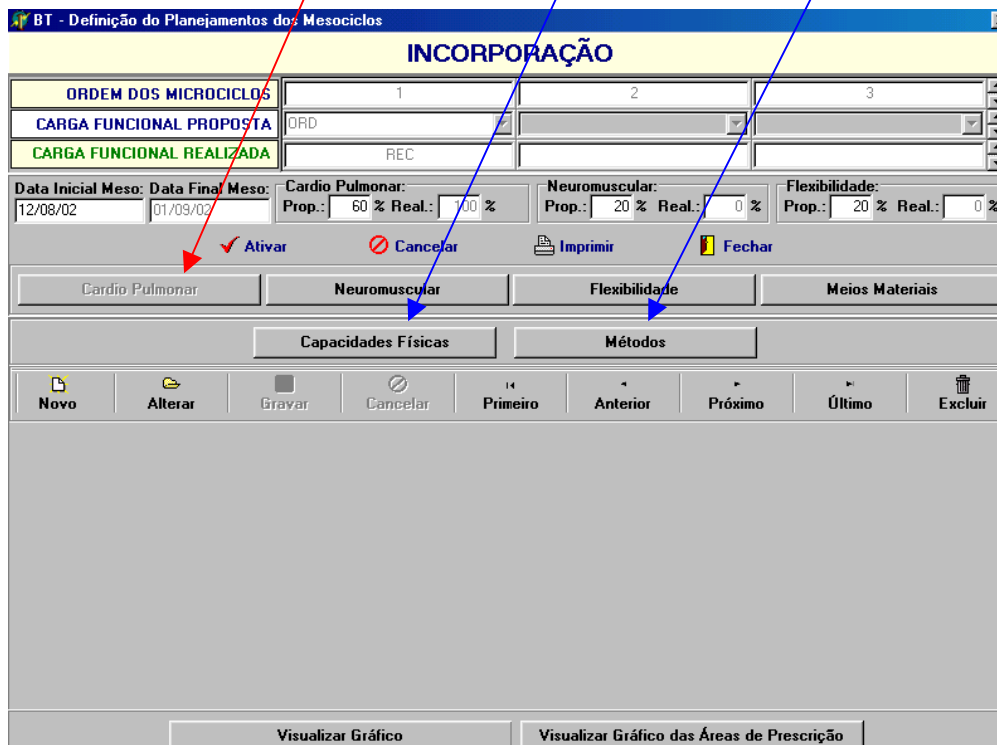 BT - Definição do Planejamentos dos Mesociclos
INCORPORAÇÃO
ORDEM DOS MICROCICLOS 1 2 3
CARGA FUNCIONAL PROPOSTA ORD
CARGA FUNCIONAL REALIZADA REC
Data Inicial Meso: Data Final Meso: Cardio Pulmonar: Neuromuscular: Flexibilidade:
12/08/02 01/09/02 Prop.: 60 % Real.: 100 % Prop.: 20 % Real.: 0 % Prop.: 20 % Real.: 0 %
Ativar Cancelar Imprimir Fechar
Cardio Pulmonar Neuromuscular Flexibilidade Meios Materiais
Capacidades Físicas Métodos
Novo Alterar Gravar Cancelar Primeiro Anterior Próximo Último Excluir
Visualizar Gráfico Visualizar Gráfico das Áreas de Prescrição